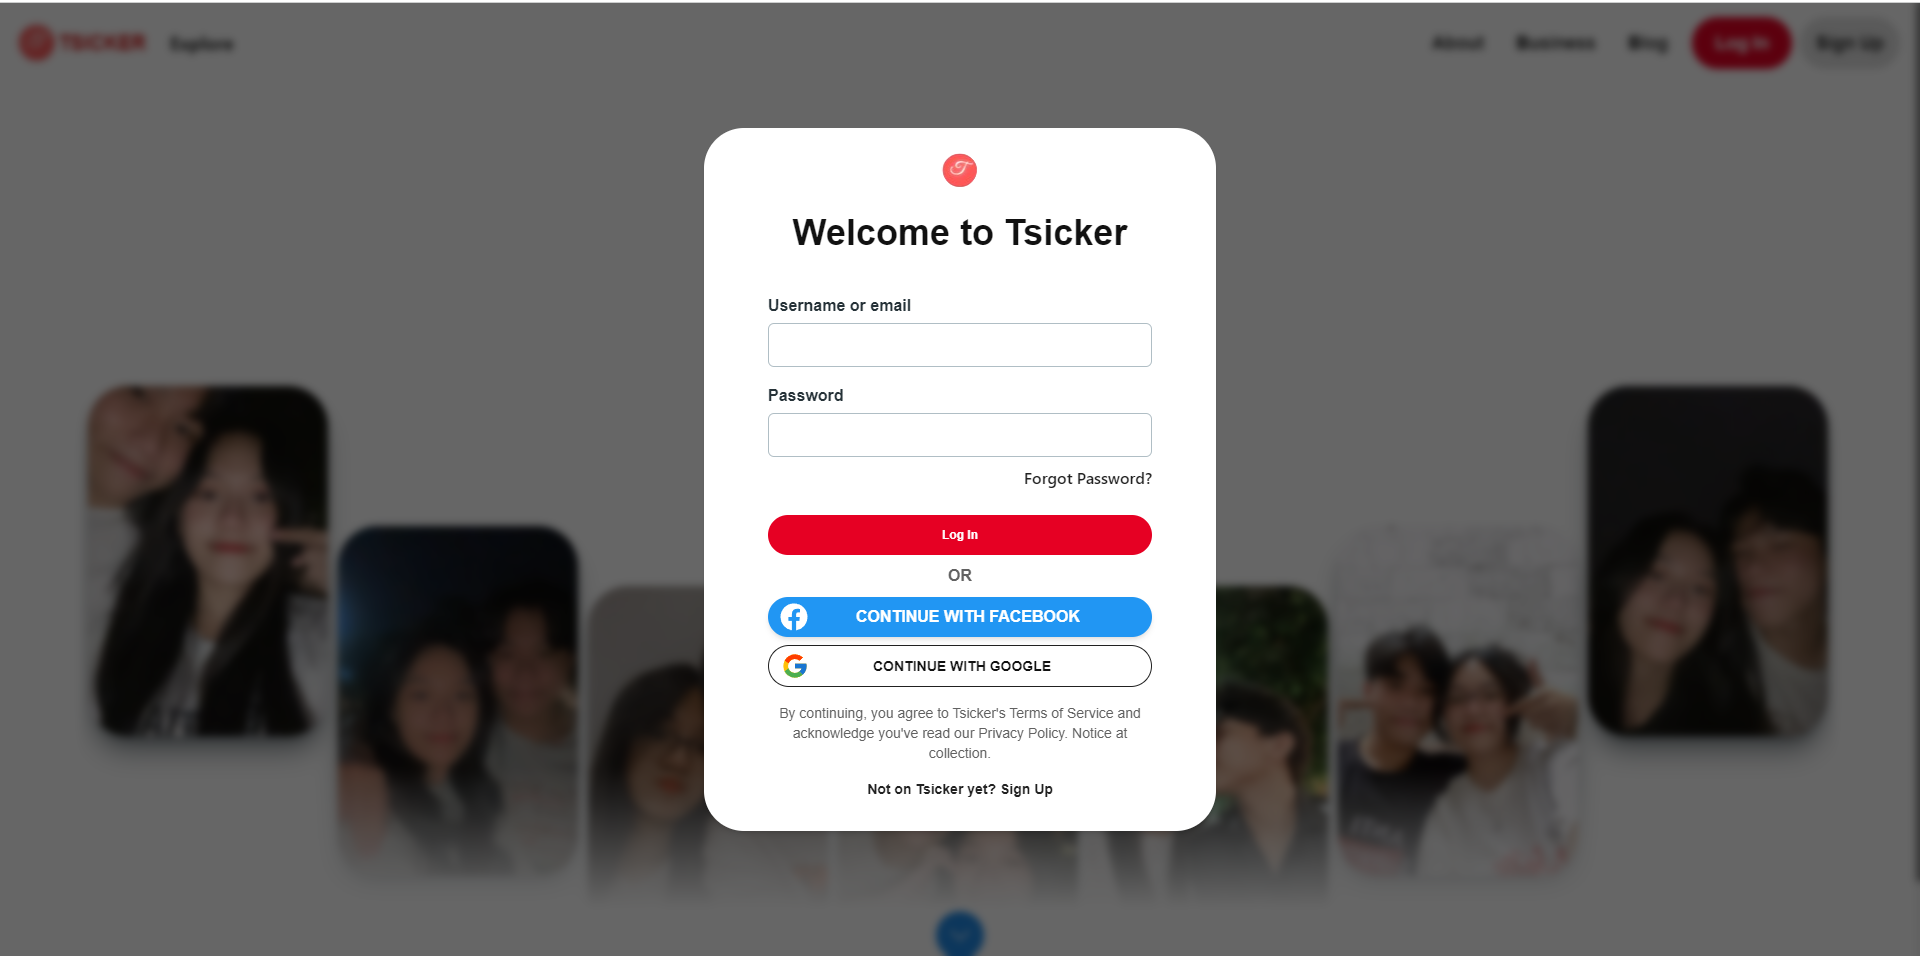 TSICKER
Explore
About
Business
Blog
Log In
Sign Up
T
Welcome to Tsicker
Username or email
Password
Forgot Password?
Log In
OR
CONTINUE WITH FACEBOOK
CONTINUE WITH GOOGLE
By continuing, you agree to Tsicker's Terms of Service and
acknowledge you've read our Privacy Policy. Notice at
collection.
Not on Tsicker yet? Sign Up